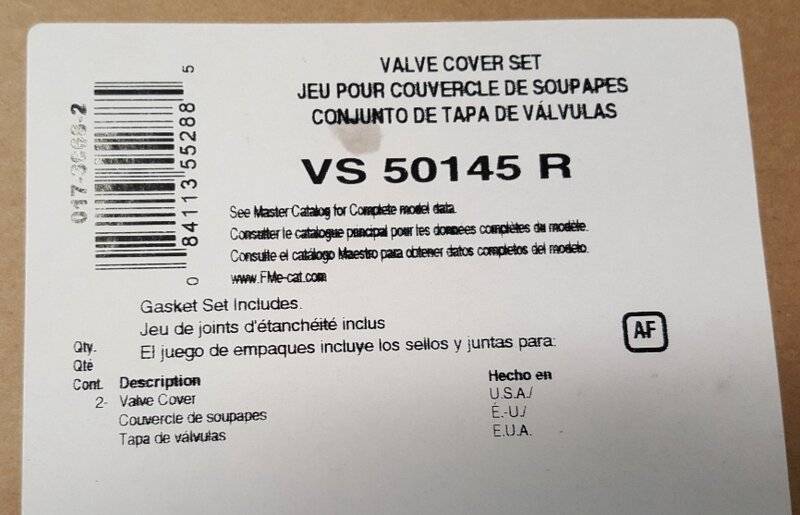 VALVE COVER SET
JEU POUR COUVERCLE DE SOUPAPES
CONJUNTO DE TAPA DE VÁLVULAS
VS 50145 R
0 84113 55288 5
See Master Catalog for Complete model data.
Consulter le catalogue principal pour les données complètes du modèle.
Consulte el catálogo Maestro para obtener datos completos del modelo.
www.FMe-cat.com
Gasket Set Includes.
Jeu de joints d'étanchéité inclus
El juego de empaques incluye los sellos y juntas para:
AF
Qty.
Qté
Cont. Description Hecho en
2- Valve Cover U.S.A./
Couvercle de soupapes É.-U./
Tapa de válvulas E.U.A.